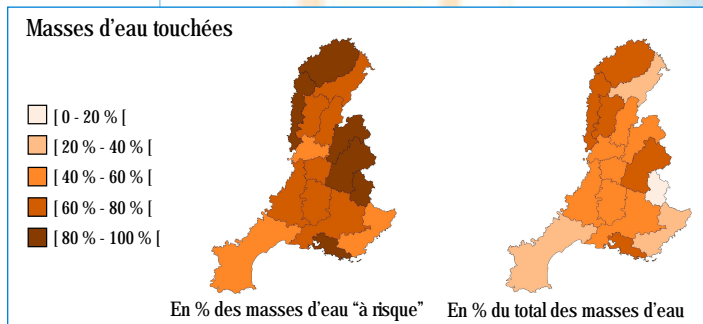 Masses d'eau touchées
[ 0 - 20 % [
[ 20 % - 40 % [
[ 40 % - 60 % [
[ 60 % - 80 % [
[ 80 % - 100 % [
En % des masses d'eau “à risque”
En % du total des masses d'eau